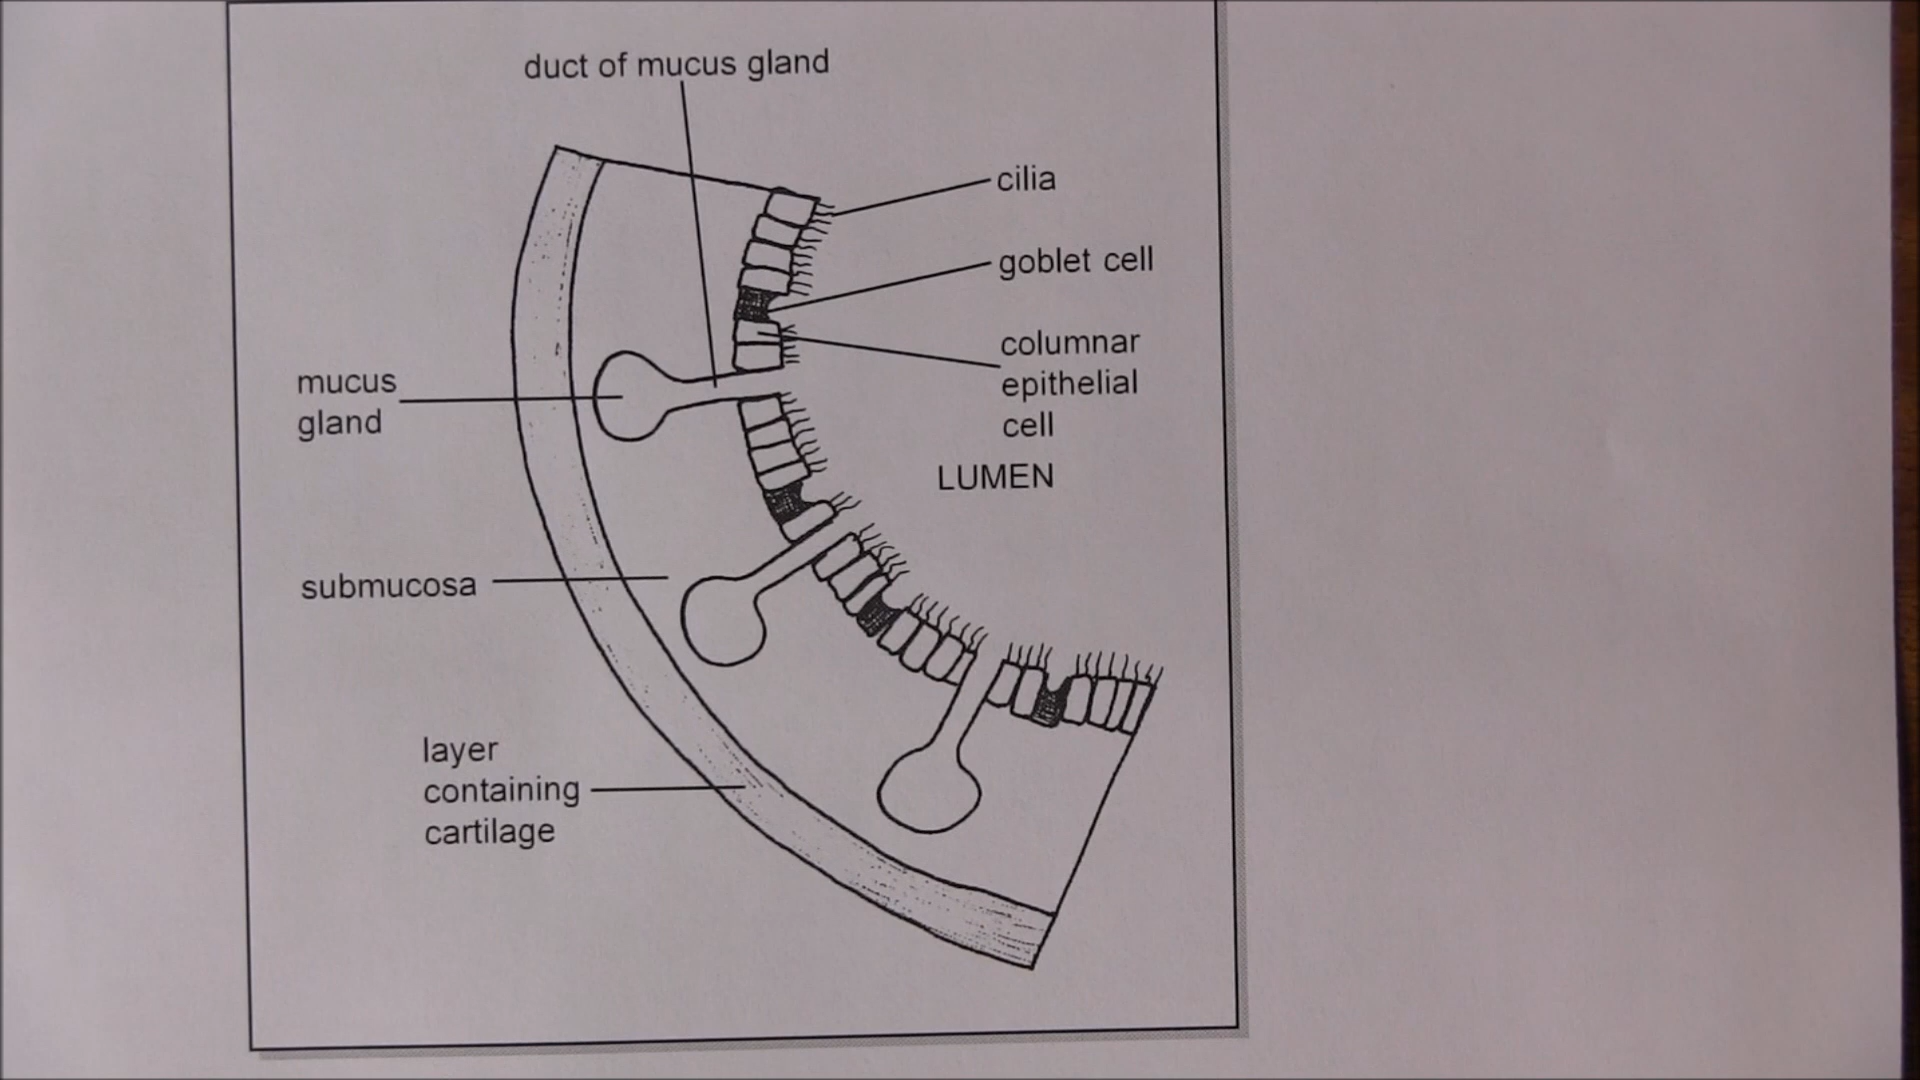 duct of mucus gland
cilia
goblet cell
columnar
epithelial
cell
mucus
gland
LUMEN
submucosa
layer
containing
cartilage